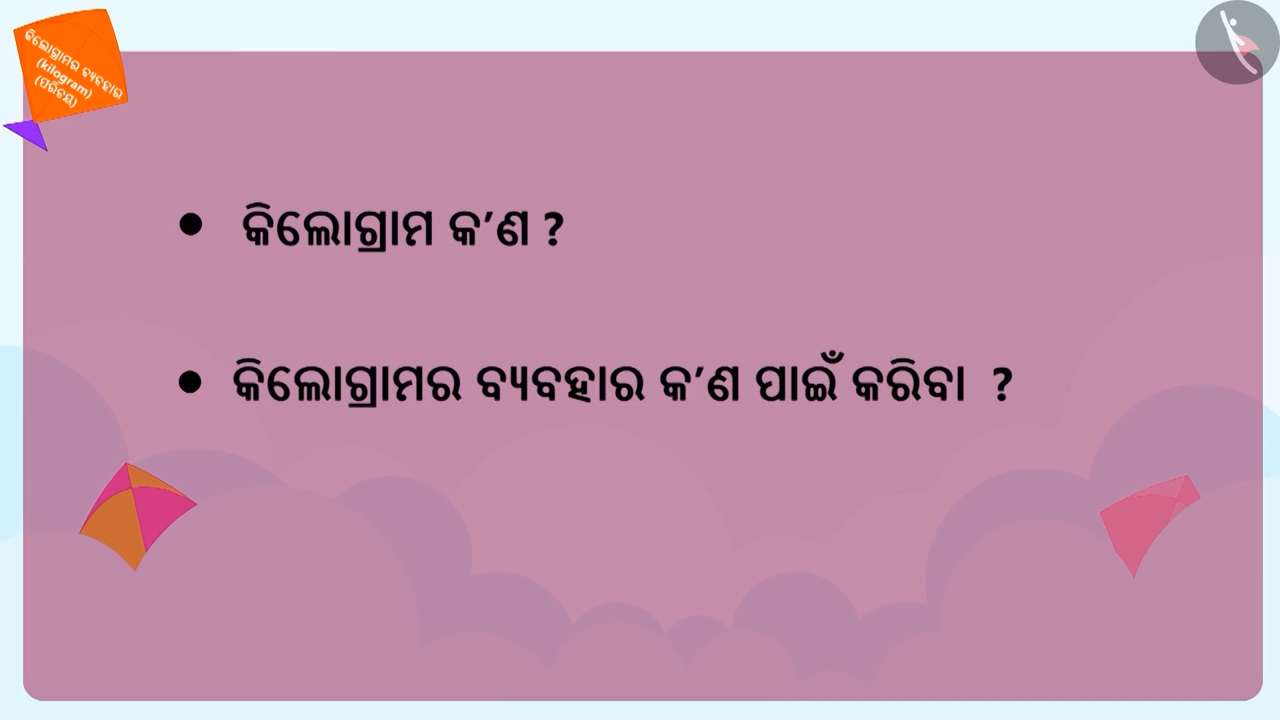 କିଲୋଗ୍ରାମର ବ୍ୟବହାର
(kilogram)
(ପରିଚୟ)
• କିଲୋଗ୍ରାମ କ’ଣ ?
• କିଲୋଗ୍ରାମର ବ୍ୟବହାର କ’ଣ ପାଇଁ କରିବା ?